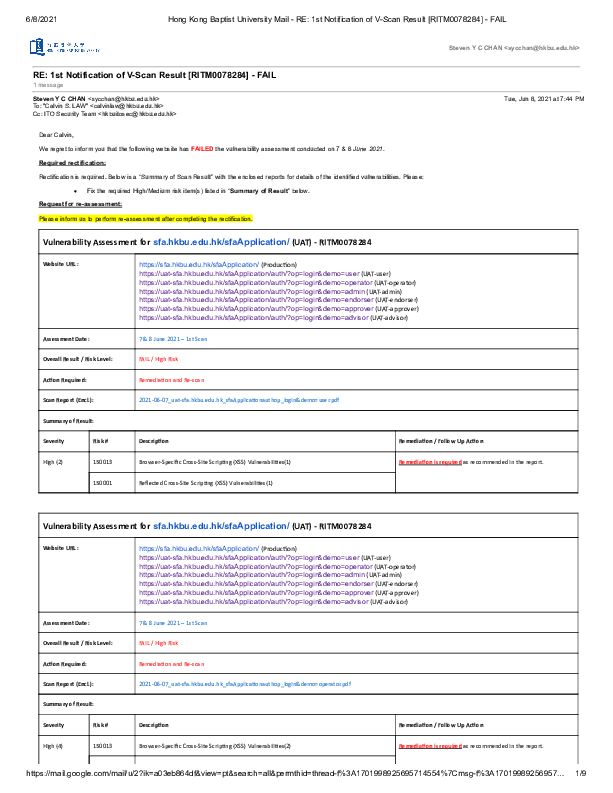 6/8/2021
Hong Kong Baptist University Mail - RE: 1st Notification of V-Scan Result [RITM0078284] - FAIL
Steven Y C CHAN <sycchan@hkbu.edu.hk>
RE: 1st Notification of V-Scan Result [RITM0078284] - FAIL
1 message
Steven Y C CHAN <sycchan@hkbu.edu.hk>
Tue, Jun 8, 2021 at 7:44 PM
To: "Calvin S. LAW" <calvinlaw@hkbu.edu.hk>
Cc: ITO Security Team <hkbuitosec@hkbu.edu.hk>
Dear Calvin,
We regret to inform you that the following website has FAILED the vulnerability assessment conducted on 7 & 8 June 2021.
Required rectification:
Rectification is required. Below is a "Summary of Scan Result" with the enclosed reports for details of the identified vulnerabilities. Please:
• Fix the required High/Medium risk item(s) listed in "Summary of Result" below.
Request for re-assessment:
Please inform us to perform re-assessment after completing the rectification.
Vulnerability Assessment for sfa.hkbu.edu.hk/sfaApplication/ (UAT) - RITM0078284
Website URL:
https://sfa.hkbu.edu.hk/sfaApplication/ (Production)
https://uat-sfa.hkbu.edu.hk/sfaApplication/auth/?op=login&demo=user (UAT-user)
https://uat-sfa.hkbu.edu.hk/sfaApplication/auth/?op=login&demo=operator (UAT-operator)
https://uat-sfa.hkbu.edu.hk/sfaApplication/auth/?op=login&demo=admin (UAT-admin)
https://uat-sfa.hkbu.edu.hk/sfaApplication/auth/?op=login&demo=endorser (UAT-endorser)
https://uat-sfa.hkbu.edu.hk/sfaApplication/auth/?op=login&demo=approver (UAT-approver)
https://uat-sfa.hkbu.edu.hk/sfaApplication/auth/?op=login&demo=advisor (UAT-advisor)
Assessment Date:
7 & 8 June 2021 – 1st Scan
Overall Result / Risk Level:
FAIL / High Risk
Action Required:
Remediation and Re-scan
Scan Report (Encl.):
2021-06-07_uat-sfa.hkbu.edu.hk_sfaApplicationauthop_login&demouser.pdf
Summary of Result:
Severity Risk # Description Remediation / Follow Up Action
High (2) 150013 Browser-Specific Cross-Site Scripting (XSS) Vulnerabilities (1) Remediation is required as recommended in the report.
150001 Reflected Cross-Site Scripting (XSS) Vulnerabilities (1)
Vulnerability Assessment for sfa.hkbu.edu.hk/sfaApplication/ (UAT) - RITM0078284
Website URL:
https://sfa.hkbu.edu.hk/sfaApplication/ (Production)
https://uat-sfa.hkbu.edu.hk/sfaApplication/auth/?op=login&demo=user (UAT-user)
https://uat-sfa.hkbu.edu.hk/sfaApplication/auth/?op=login&demo=operator (UAT-operator)
https://uat-sfa.hkbu.edu.hk/sfaApplication/auth/?op=login&demo=admin (UAT-admin)
https://uat-sfa.hkbu.edu.hk/sfaApplication/auth/?op=login&demo=endorser (UAT-endorser)
https://uat-sfa.hkbu.edu.hk/sfaApplication/auth/?op=login&demo=approver (UAT-approver)
https://uat-sfa.hkbu.edu.hk/sfaApplication/auth/?op=login&demo=advisor (UAT-advisor)
Assessment Date:
7 & 8 June 2021 – 1st Scan
Overall Result / Risk Level:
FAIL / High Risk
Action Required:
Remediation and Re-scan
Scan Report (Encl.):
2021-06-07_uat-sfa.hkbu.edu.hk_sfaApplicationauthop_login&demooperator.pdf
Summary of Result:
Severity Risk # Description Remediation / Follow Up Action
High (4) 150013 Browser-Specific Cross-Site Scripting (XSS) Vulnerabilities (2) Remediation is required as recommended in the report.
https://mail.google.com/mail/u/2?ik=a03eb864df&view=pt&search=all&permthid=thread-f%3A1701998925695714554%7Cmsg-f%3A17019989256957… 1/9